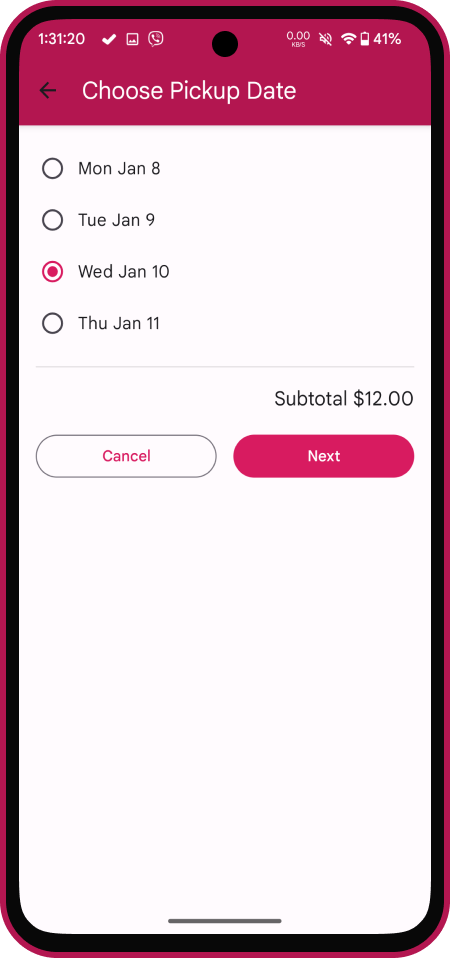 1:31:20 0.00 KB/S 41%
Choose Pickup Date
Mon Jan 8
Tue Jan 9
Wed Jan 10
Thu Jan 11
Subtotal $12.00
Cancel Next